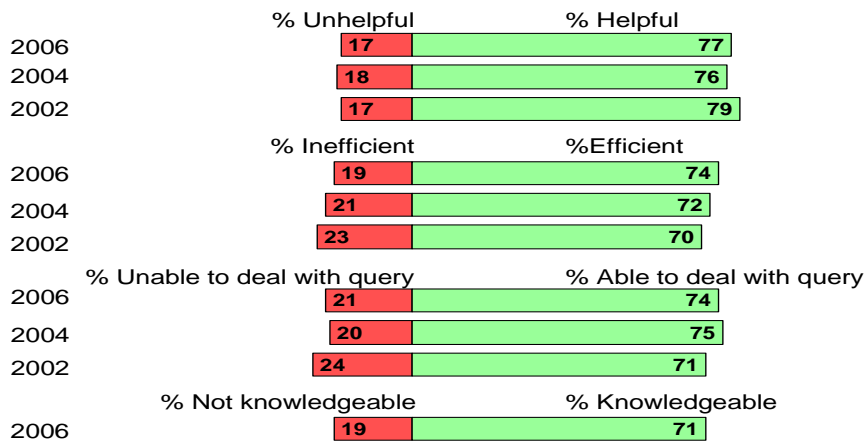 % Unhelpful % Helpful
2006 17 77
2004 18 76
2002 17 79
% Inefficient %Efficient
2006 19 74
2004 21 72
2002 23 70
% Unable to deal with query % Able to deal with query
2006 21 74
2004 20 75
2002 24 71
% Not knowledgeable % Knowledgeable
2006 19 71